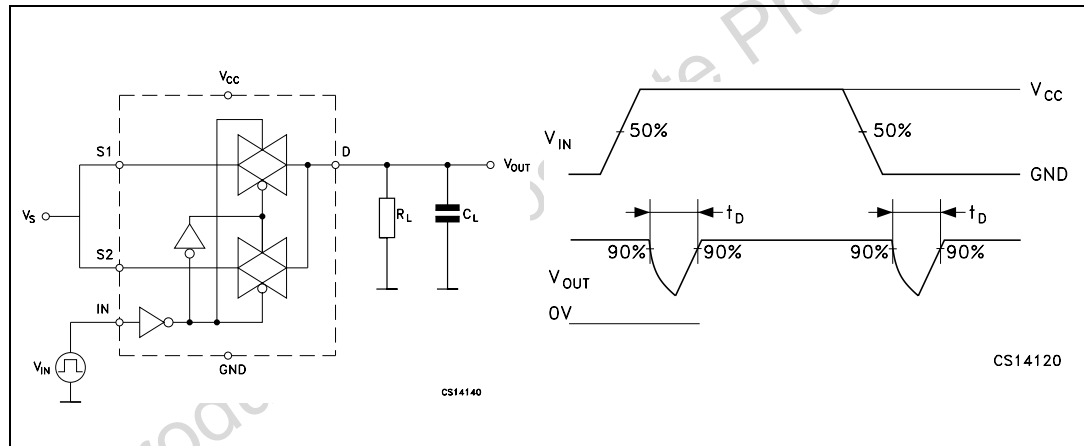 VCC
S1
D
VOUT
VS
RL
CL
S2
IN
VIN
GND
CS14140
VCC
50%
50%
VIN
GND
tD
tD
90%
90%
90%
90%
VOUT
0V
CS14120